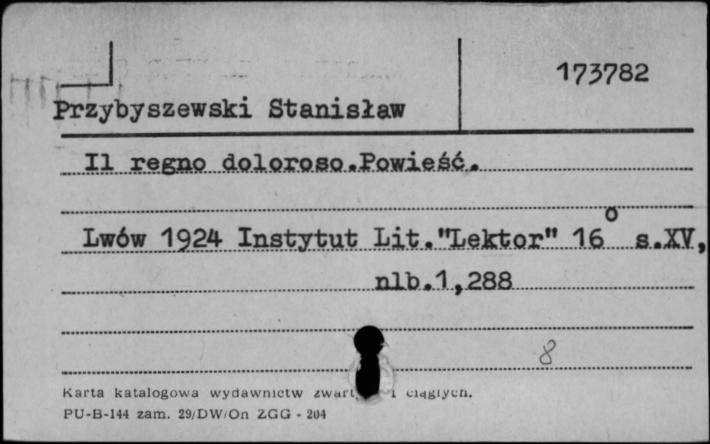 173782
Przybyszewski Stanisław
Il regno doloroso.Powieść.
Lwów 1924 Instytut Lit."Lektor" 16° s.XV,
nlb.1,288
8
Karta katalogowa wydawnictw i ciągłych.
PU-B-144 zam. 29/DW/On ZGG - 204